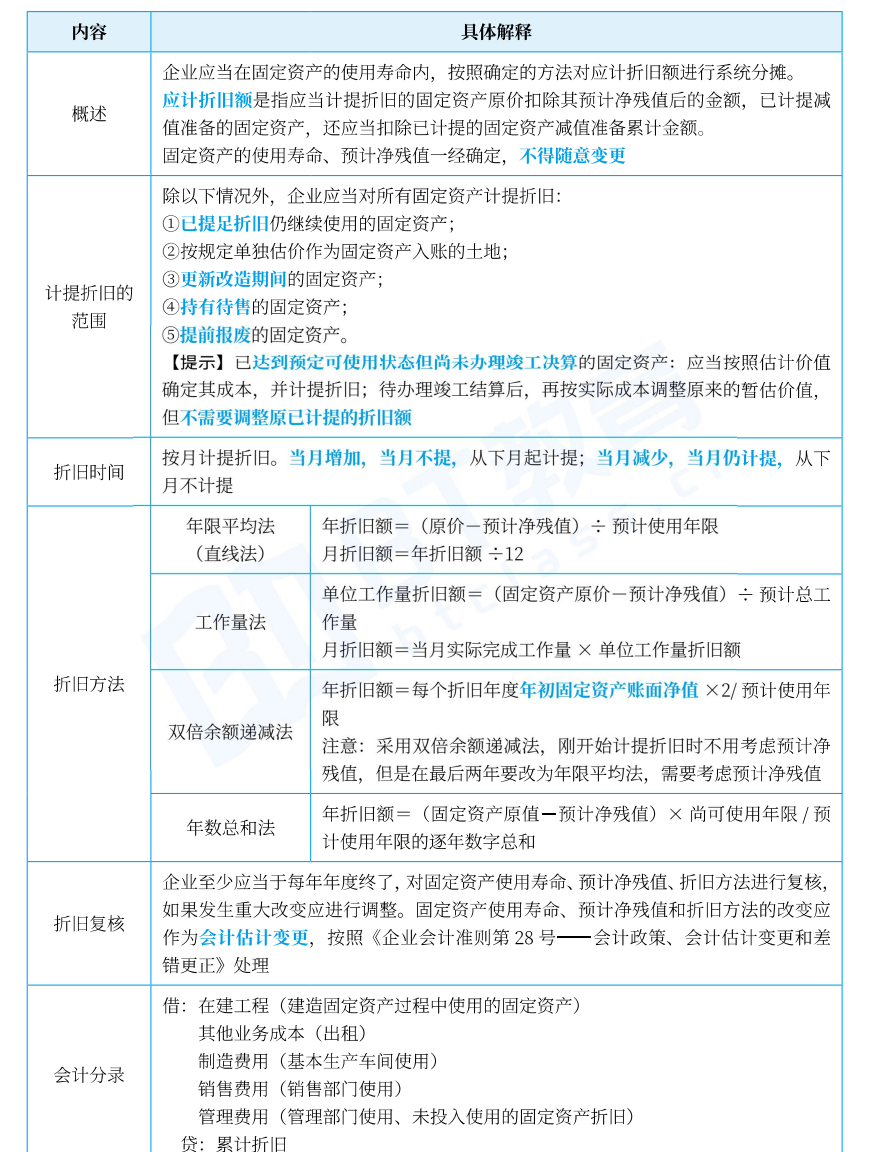 内容
具体解释
概述
企业应当在固定资产的使用寿命内，按照确定的方法对应计折旧额进行系统分摊。
应计折旧额是指应当计提折旧的固定资产原价扣除其预计净残值后的金额，已计提减
值准备的固定资产，还应当扣除已计提的固定资产减值准备累计金额。
固定资产的使用寿命、预计净残值一经确定，不得随意变更
计提折旧的
范围
除以下情况外，企业应当对所有固定资产计提折旧：
①已提足折旧仍继续使用的固定资产；
②按规定单独估价作为固定资产入账的土地；
③更新改造期间的固定资产；
④持有待售的固定资产；
⑤提前报废的固定资产。
【提示】已达到预定可使用状态但尚未办理竣工决算的固定资产：应当按照估计价值
确定其成本，并计提折旧；待办理竣工结算后，再按实际成本调整原来的暂估价值，
但不需要调整原已计提的折旧额
折旧时间
按月计提折旧。当月增加，当月不提，从下月起计提；当月减少，当月仍计提，从下
月不计提
折旧方法
年限平均法
（直线法）
年折旧额＝（原价－预计净残值）÷ 预计使用年限
月折旧额＝年折旧额 ÷12
工作量法
单位工作量折旧额＝（固定资产原价－预计净残值）÷ 预计总工
作量
月折旧额＝当月实际完成工作量 × 单位工作量折旧额
双倍余额递减法
年折旧额＝每个折旧年度年初固定资产账面净值 ×2/ 预计使用年
限
注意：采用双倍余额递减法，刚开始计提折旧时不用考虑预计净
残值，但是在最后两年要改为年限平均法，需要考虑预计净残值
年数总和法
年折旧额＝（固定资产原值－预计净残值）× 尚可使用年限 / 预
计使用年限的逐年数字总和
折旧复核
企业至少应当于每年年度终了，对固定资产使用寿命、预计净残值、折旧方法进行复核，
如果发生重大改变应进行调整。固定资产使用寿命、预计净残值和折旧方法的改变应
作为会计估计变更，按照《企业会计准则第 28 号——会计政策、会计估计变更和差
错更正》处理
会计分录
借：在建工程（建造固定资产过程中使用的固定资产）
其他业务成本（出租）
制造费用（基本生产车间使用）
销售费用（销售部门使用）
管理费用（管理部门使用、未投入使用的固定资产折旧）
贷：累计折旧
BT教育
btclass.cn